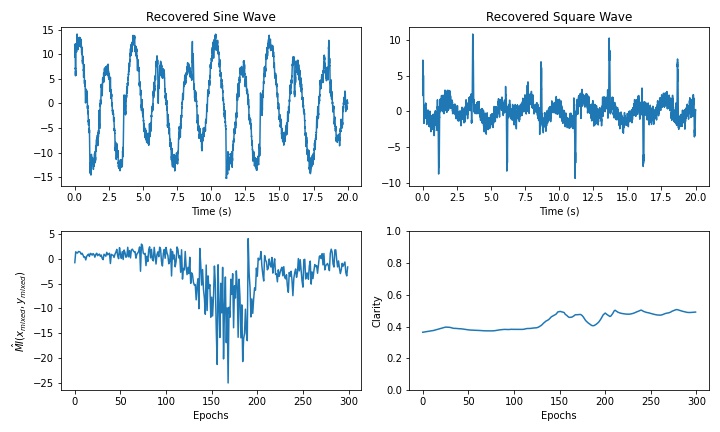 Recovered Sine Wave
15
10
5
0
−5
−10
−15
0.0 2.5 5.0 7.5 10.0 12.5 15.0 17.5 20.0
Time (s)
Recovered Square Wave
10
5
0
−5
−10
0.0 2.5 5.0 7.5 10.0 12.5 15.0 17.5 20.0
Time (s)
M̂I(x_mixed, y_mixed)
5
0
−5
−10
−15
−20
−25
0 50 100 150 200 250 300
Epochs
Clarity
1.0
0.8
0.6
0.4
0.2
0.0
0 50 100 150 200 250 300
Epochs